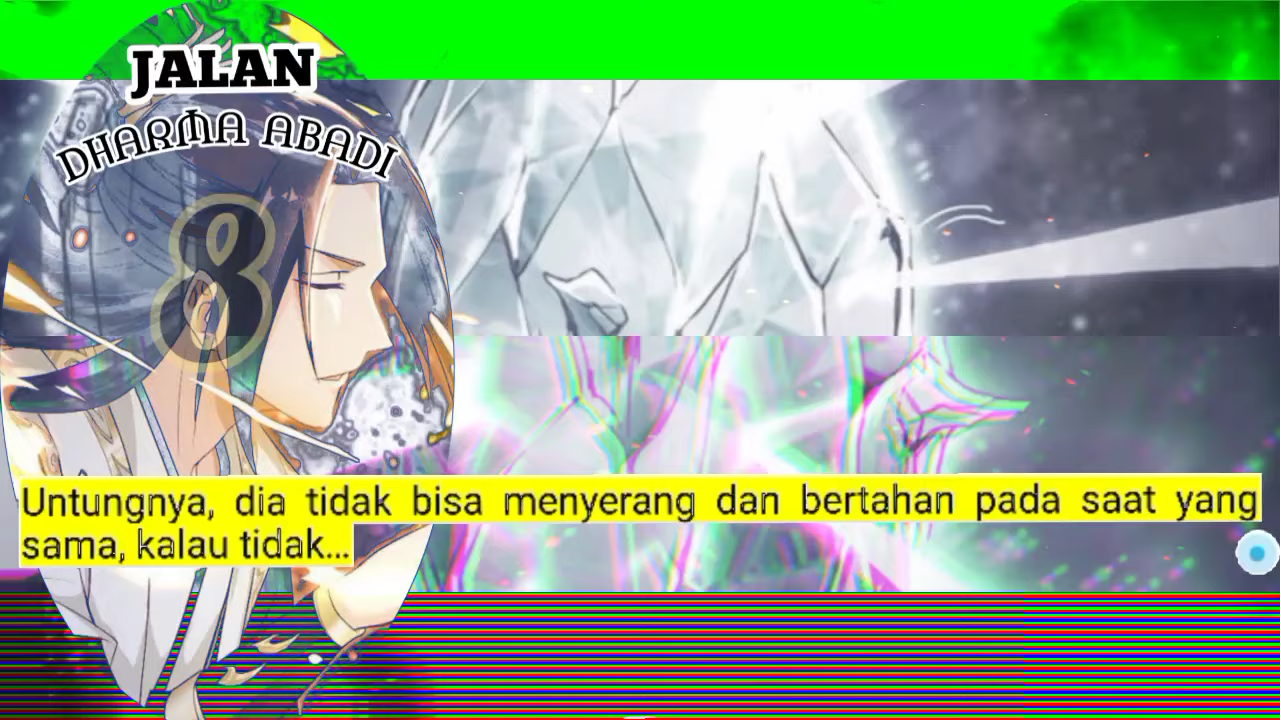 JALAN
DHARMA ABADI
8
Untungnya, dia tidak bisa menyerang dan bertahan pada saat yang
sama, kalau tidak...